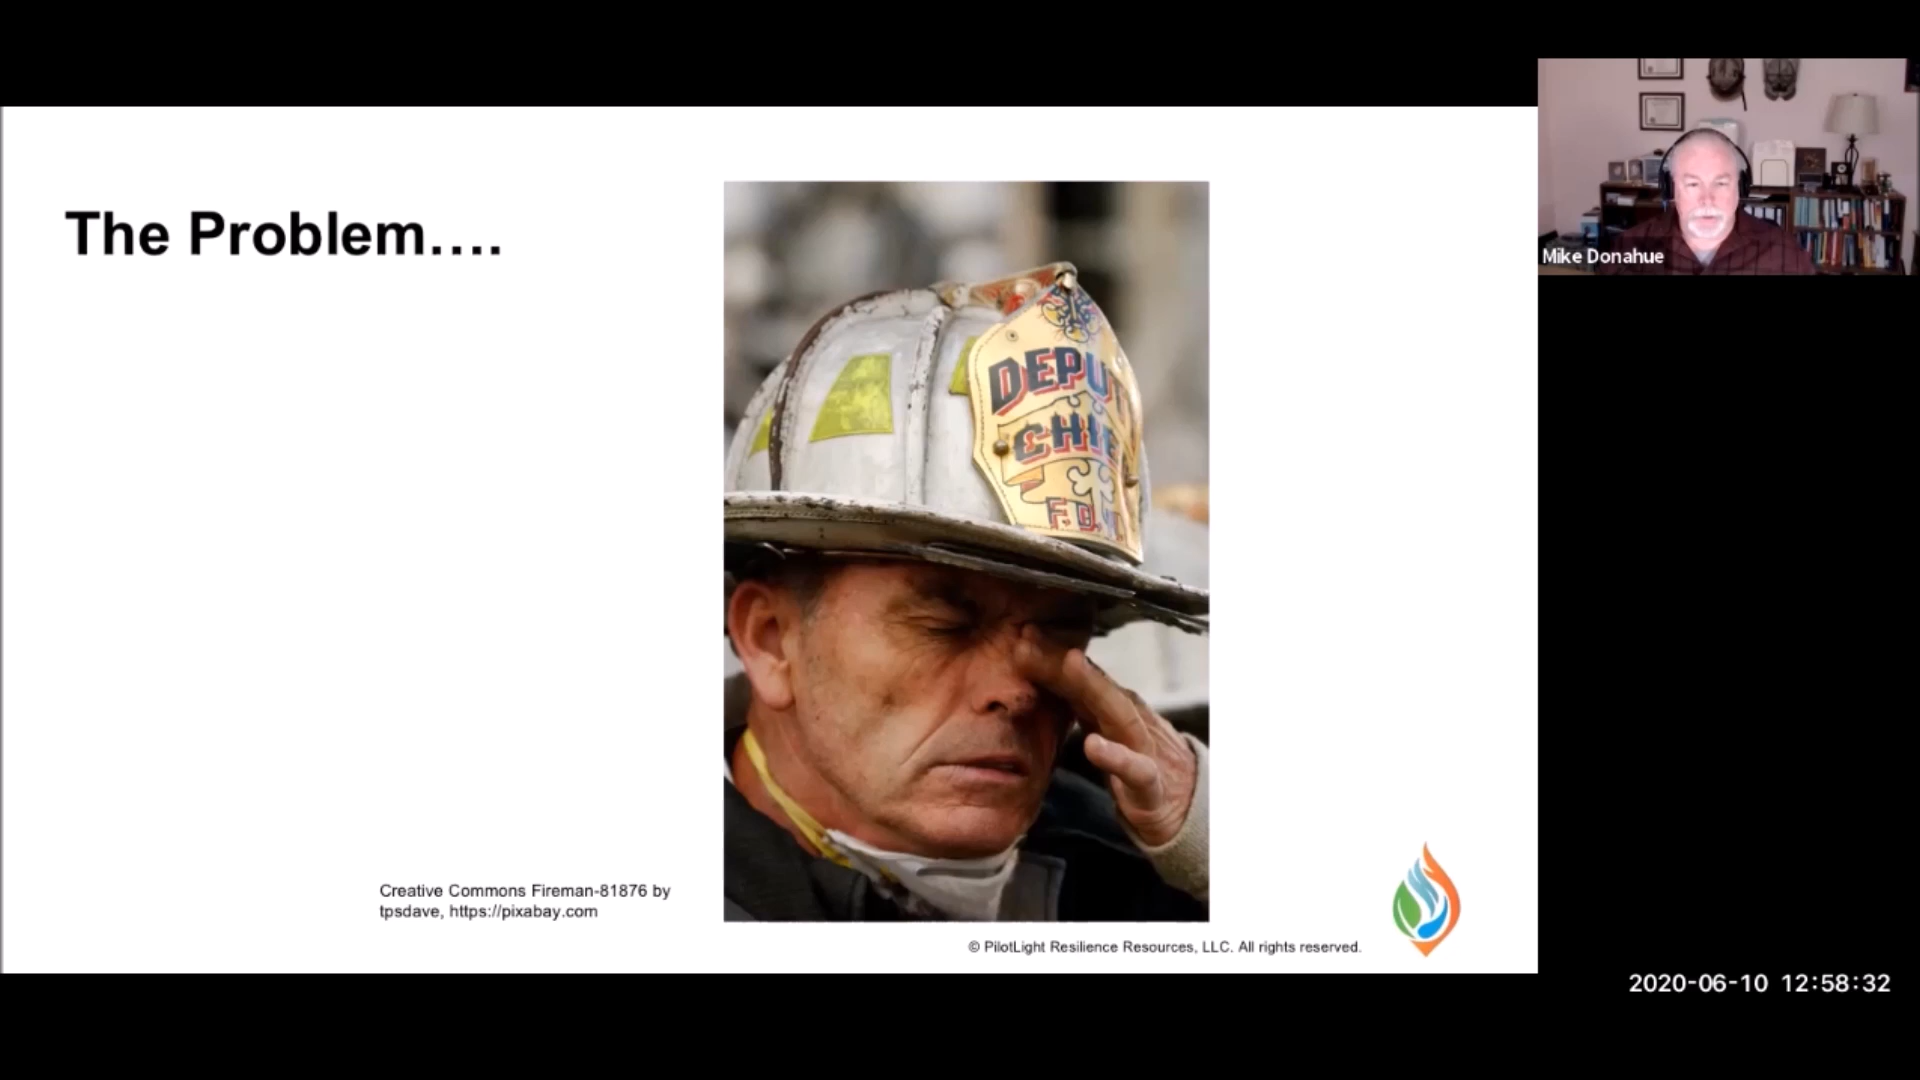 The Problem....
DEPUT
CHIE
F.D.
Creative Commons Fireman-81876 by
tpsdave, https://pixabay.com
© PilotLight Resilience Resources, LLC. All rights reserved.
Mike Donahue
2020-06-10 12:58:32